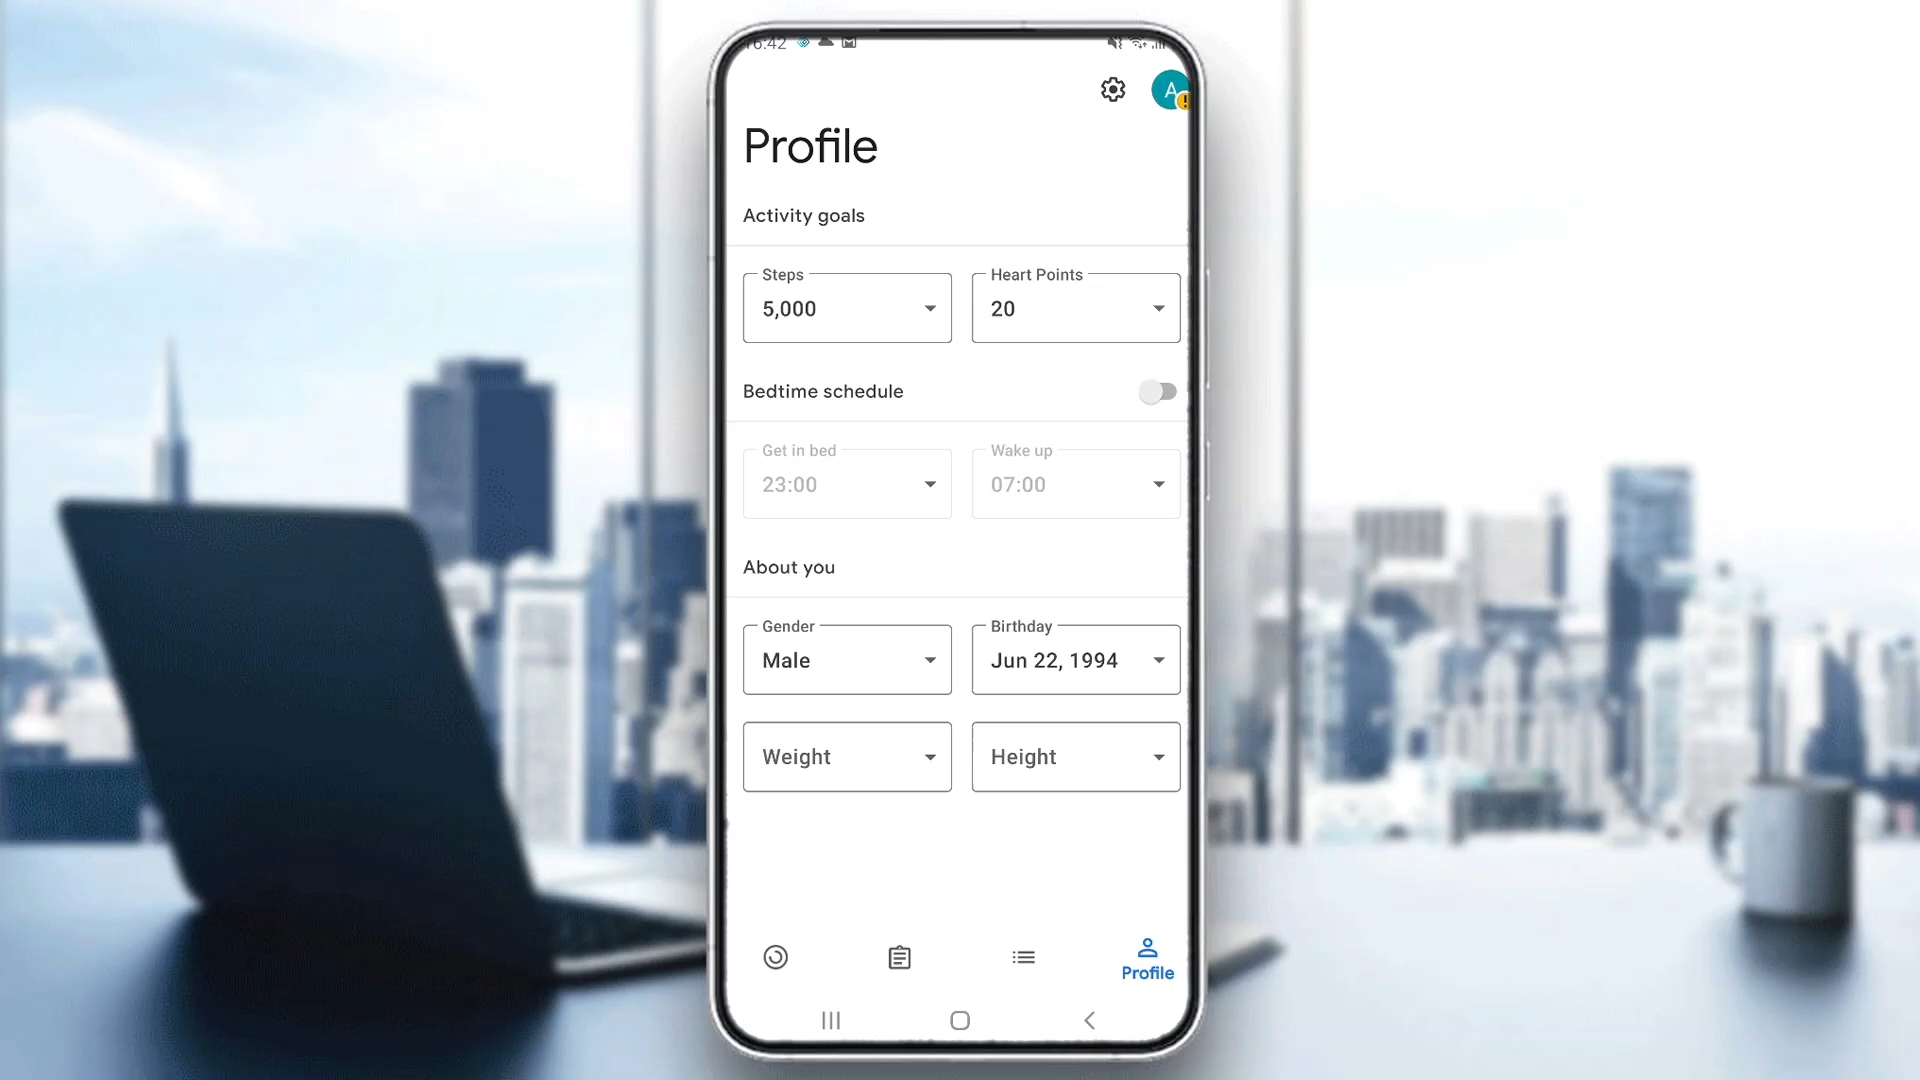 16:42
A
Profile
Activity goals
Steps
Heart Points
5,000
20
Bedtime schedule
Get in bed
Wake up
23:00
07:00
About you
Gender
Birthday
Male
Jun 22, 1994
Weight
Height
Profile